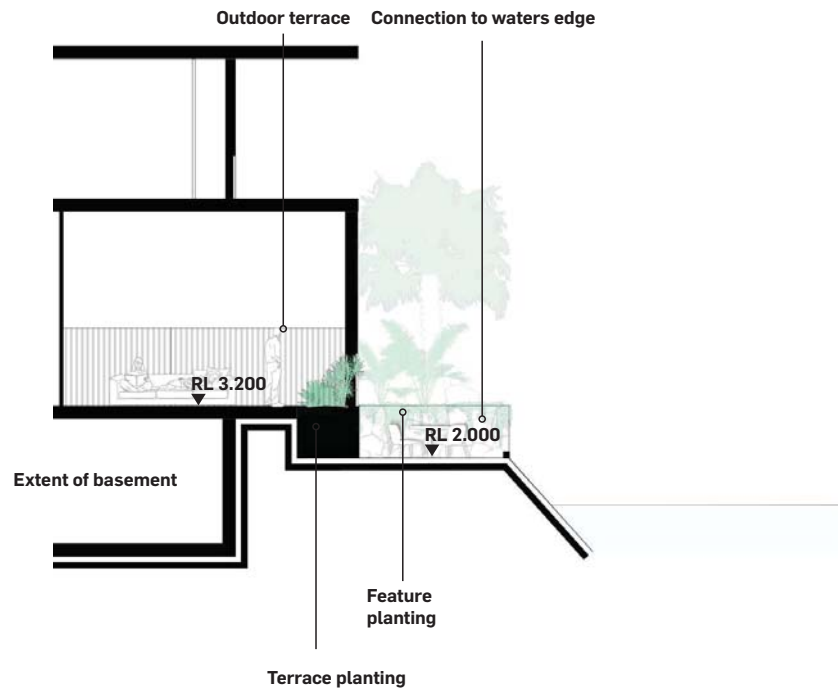 Outdoor terrace
Connection to waters edge
RL 3.200
RL 2.000
Extent of basement
Feature
planting
Terrace planting